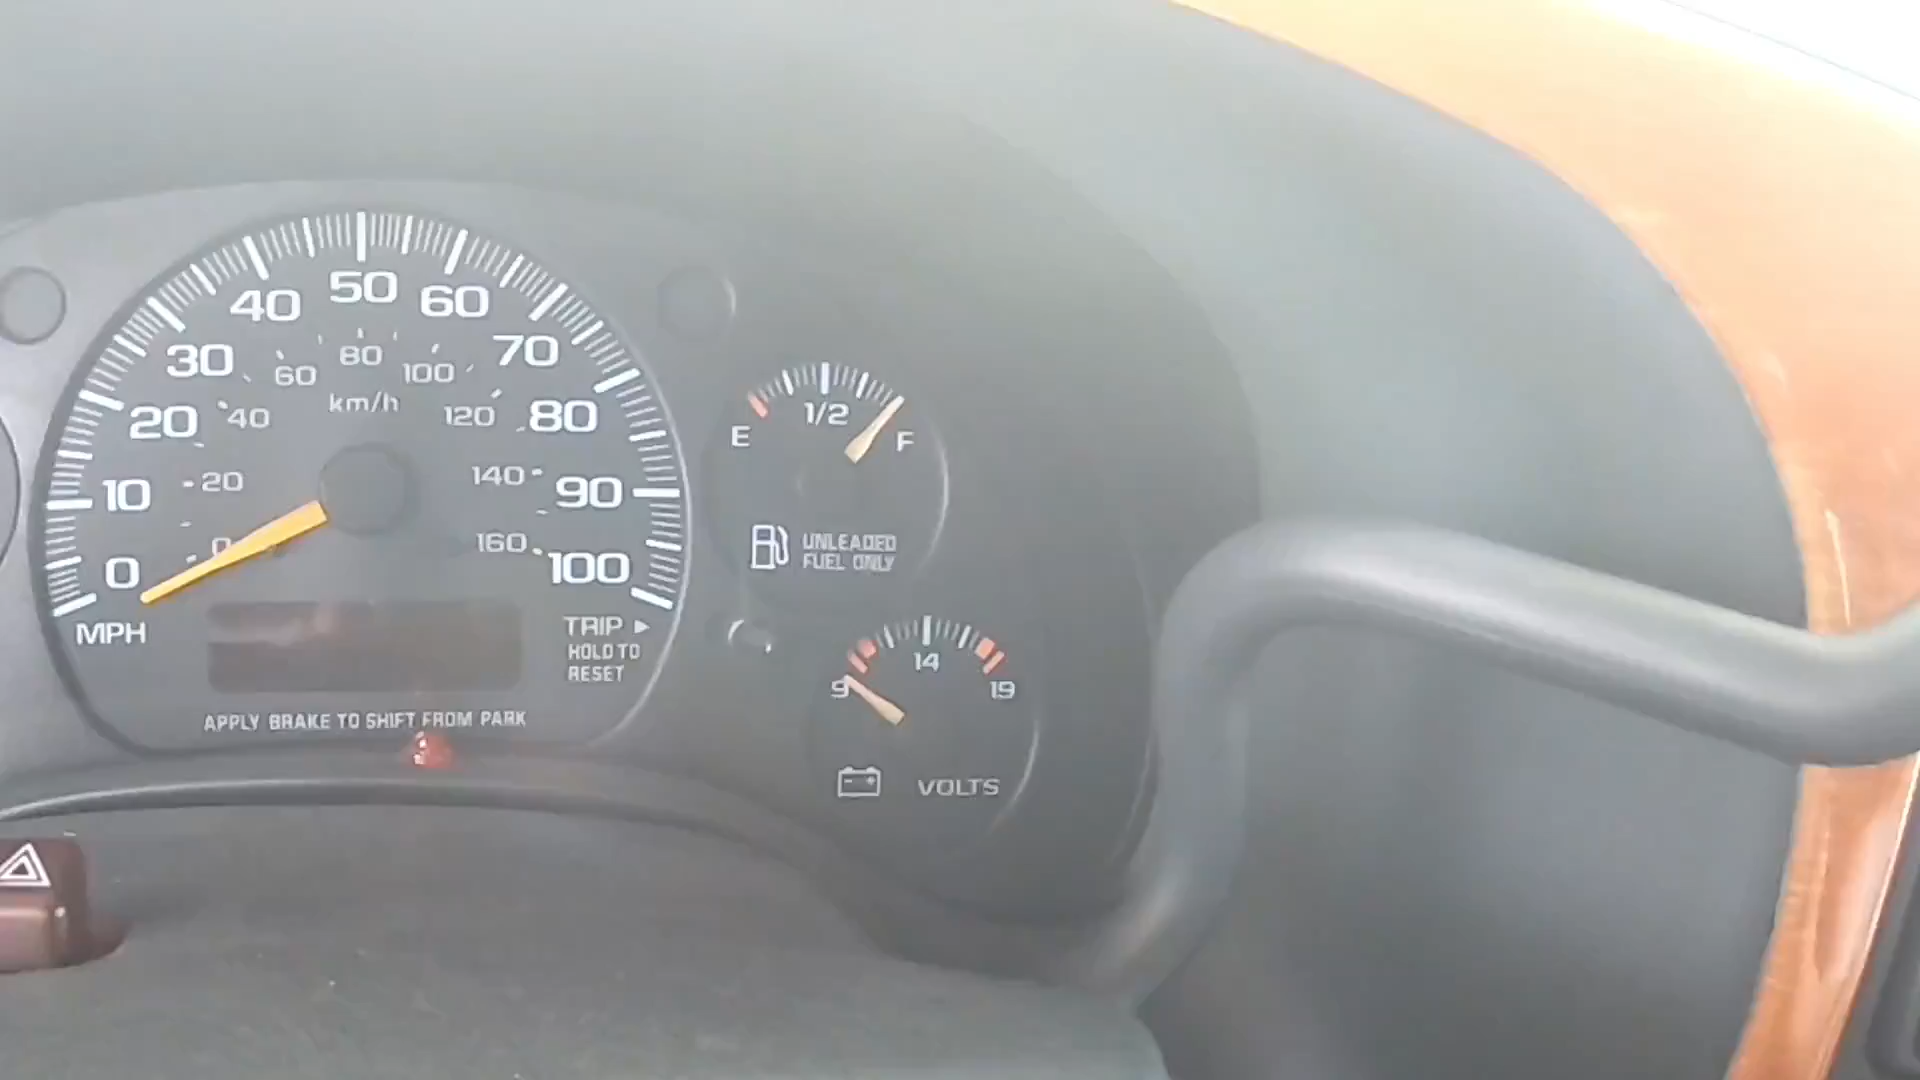 50
40
60
30
70
20
80
10
90
0
100
80
60
100
40
km/h
120
20
140
0
160
MPH
TRIP ▶
HOLD TO
RESET
APPLY BRAKE TO SHIFT FROM PARK
1/2
E
F
UNLEADED
FUEL ONLY
14
9
19
VOLTS